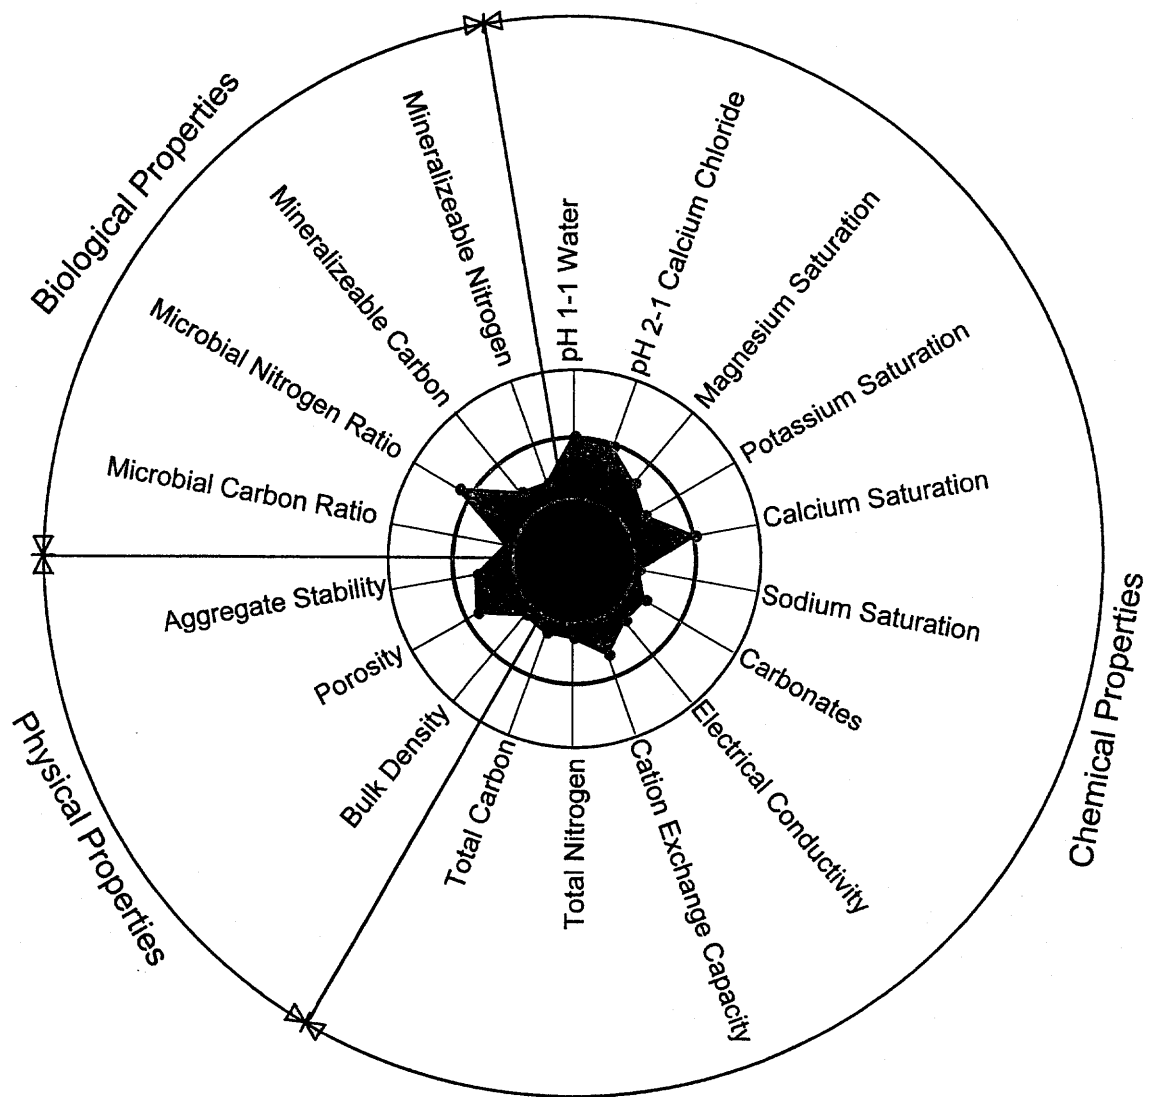 Biological Properties
Mineralizeable Nitrogen
Mineralizeable Carbon
Microbial Nitrogen Ratio
Microbial Carbon Ratio
pH 1-1 Water
pH 2-1 Calcium Chloride
Magnesium Saturation
Potassium Saturation
Calcium Saturation
Sodium Saturation
Carbonates
Electrical Conductivity
Cation Exchange Capacity
Total Nitrogen
Total Carbon
Chemical Properties
Aggregate Stability
Porosity
Bulk Density
Physical Properties